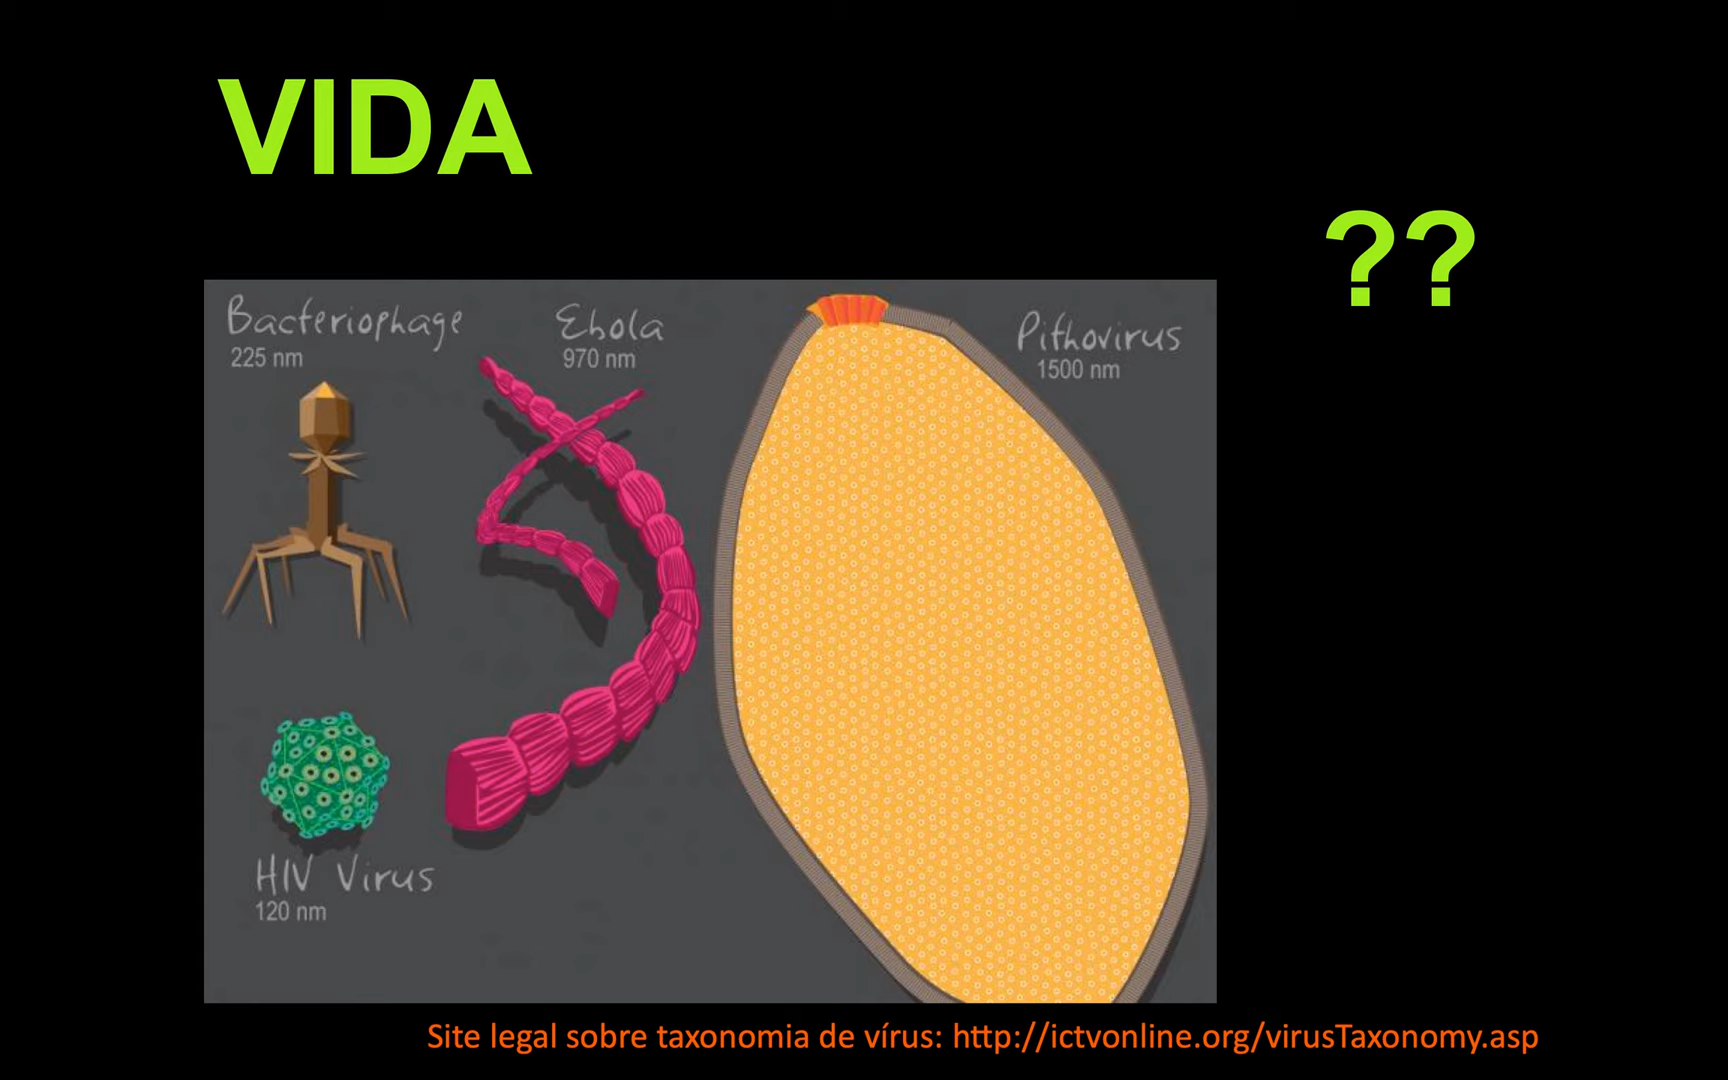 VIDA
??
Bacteriophage
225 nm
Ebola
970 nm
Pithovirus
1500 nm
HIV Virus
120 nm
Site legal sobre taxonomia de vírus: http://ictvonline.org/virusTaxonomy.asp